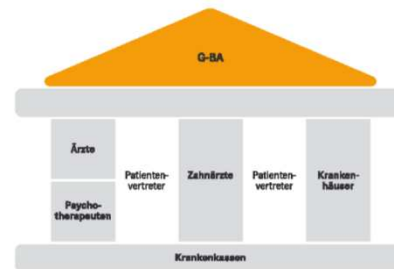 G-BA
Ärzte
Psycho-
therapeuten
Patienten-
vertreter
Zahnärzte
Patienten-
vertreter
Kranken-
häuser
Krankenkassen